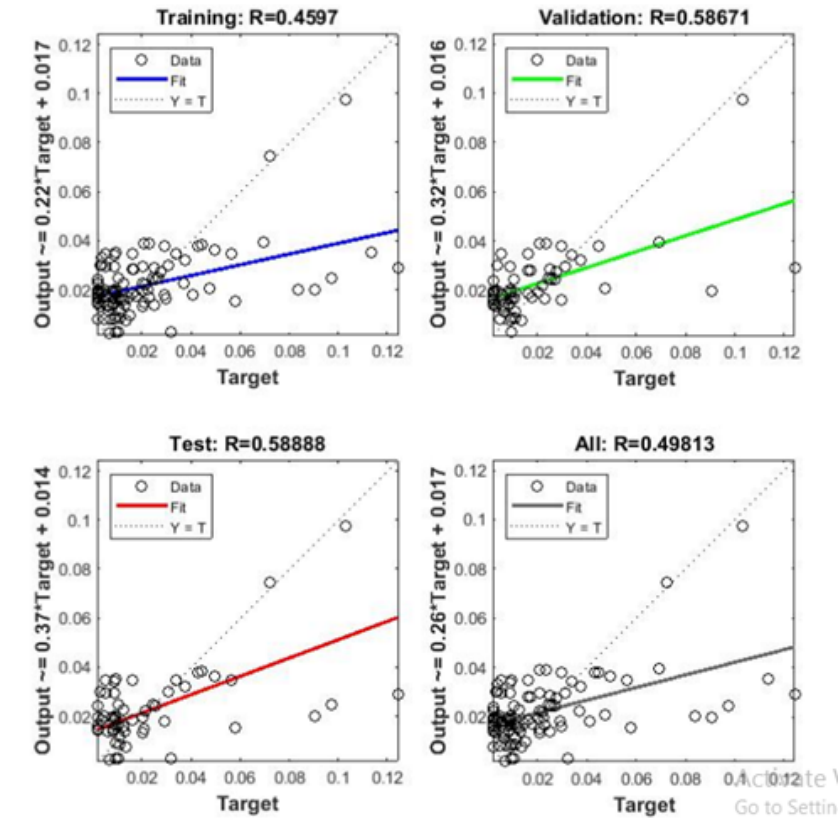 Training: R=0.4597
Output ~= 0.22*Target + 0.017
0.12
0.1
0.08
0.06
0.04
0.02
Data
Fit
Y = T
0.02 0.04 0.06 0.08 0.1 0.12
Target
Validation: R=0.58671
Output ~= 0.32*Target + 0.016
0.12
0.1
0.08
0.06
0.04
0.02
Data
Fit
Y = T
0.02 0.04 0.06 0.08 0.1 0.12
Target
Test: R=0.58888
Output ~= 0.37*Target + 0.014
0.12
0.1
0.08
0.06
0.04
0.02
Data
Fit
Y = T
0.02 0.04 0.06 0.08 0.1 0.12
Target
All: R=0.49813
Output ~= 0.26*Target + 0.017
0.12
0.1
0.08
0.06
0.04
0.02
Data
Fit
Y = T
0.02 0.04 0.06 0.08 0.1 0.12
Target
Activate
Go to Settin